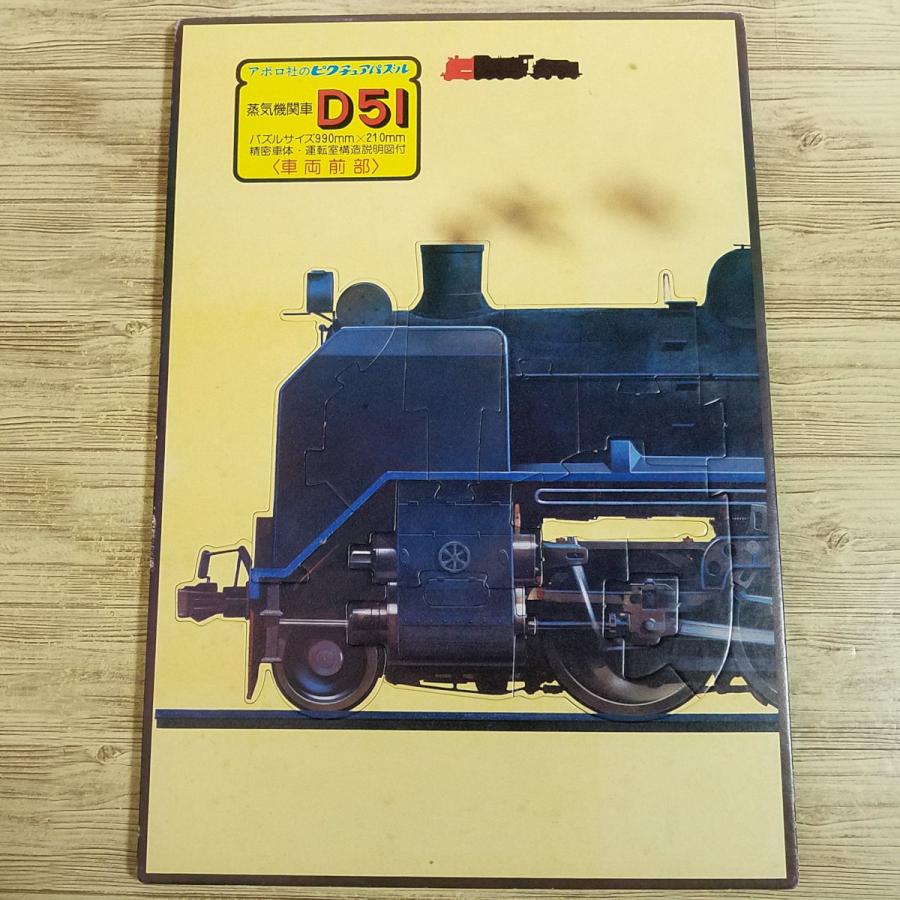 アポロ社のピクチュアパズル
蒸気機関車 D51
パズルサイズ990mm×210mm
精密車体・運転室構造説明図付
〈車両前部〉